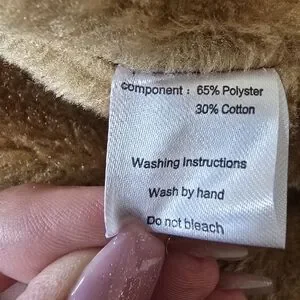 component : 65% Polyster
30% Cotton
Washing Instructions
Wash by hand
Do not bleach